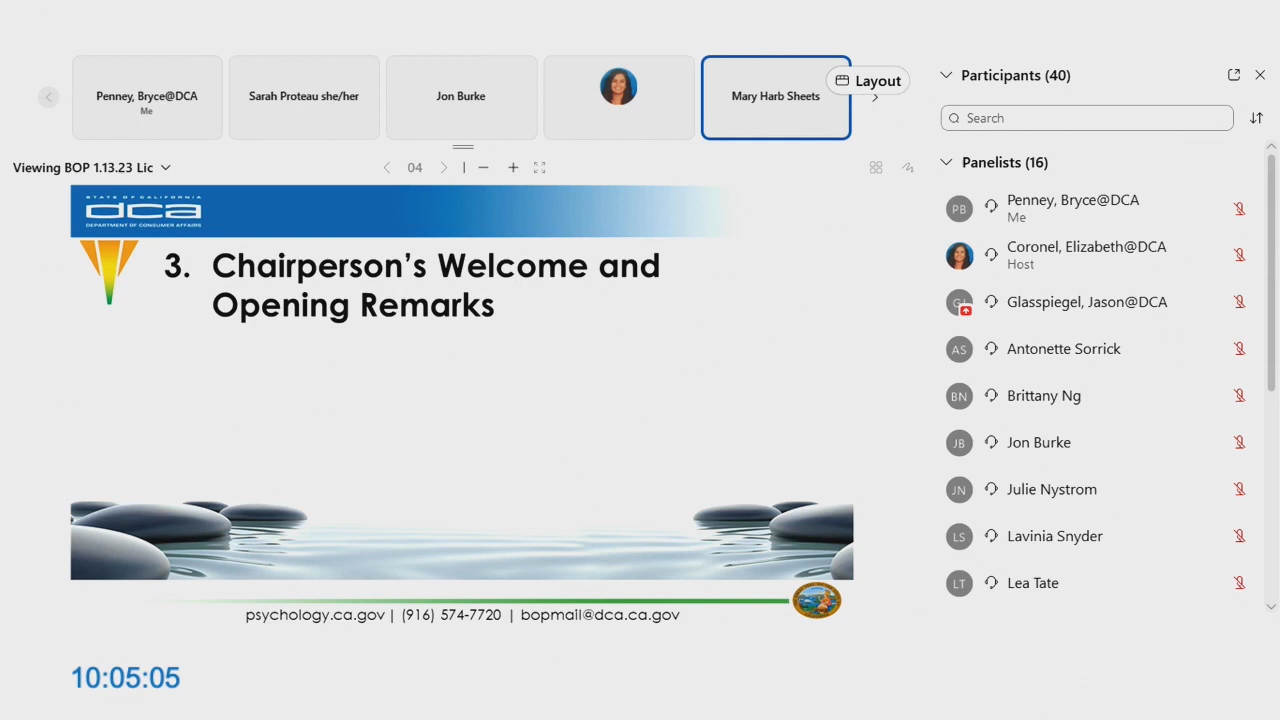 Penney, Bryce@DCA
Me
Sarah Proteau she/her
Jon Burke
Mary Harb Sheets
Layout
Participants (40)
Search
Viewing BOP 1.13.23 Lic
04
Panelists (16)
STATE OF CALIFORNIA
dca
DEPARTMENT OF CONSUMER AFFAIRS
3. Chairperson's Welcome and
Opening Remarks
PB
Penney, Bryce@DCA
Me
Coronel, Elizabeth@DCA
Host
GJ
Glasspiegel, Jason@DCA
AS
Antonette Sorrick
BN
Brittany Ng
JB
Jon Burke
JN
Julie Nystrom
LS
Lavinia Snyder
LT
Lea Tate
psychology.ca.gov | (916) 574-7720 | bopmail@dca.ca.gov
10:05:05